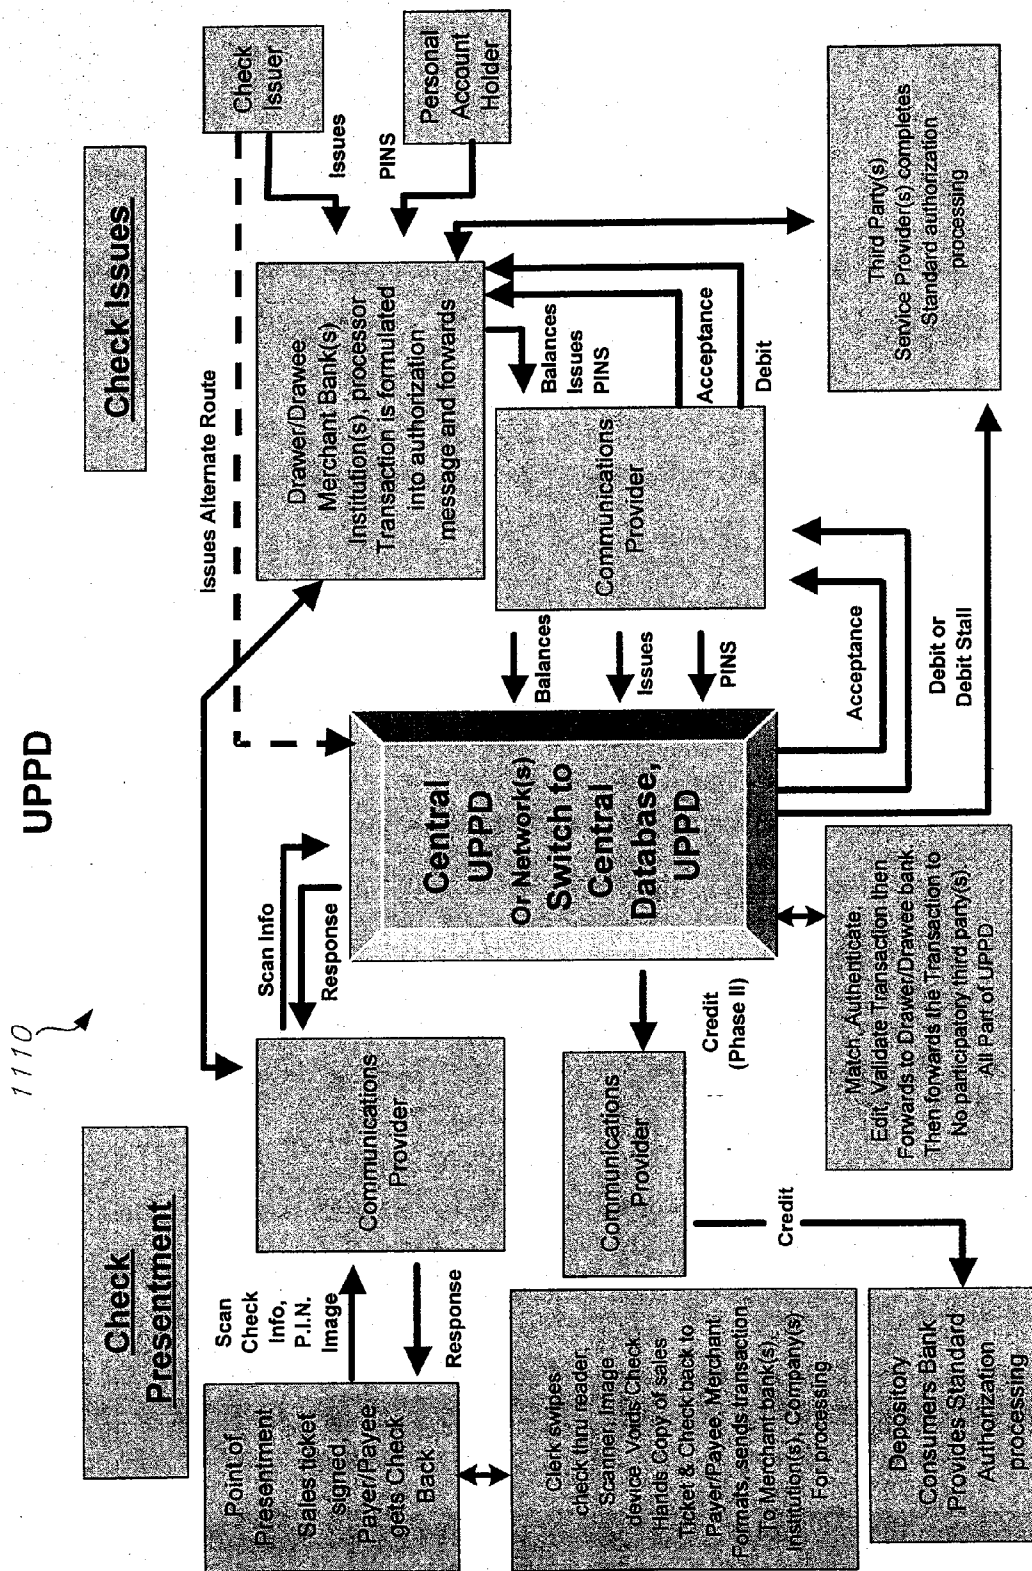 UPPD
1110
Check
Presentment
Check Issues
Point of
Presentment
Sales ticket
signed
Payer/Payee
gets Check
Back
Scan
Check
Info,
P.I.N.
Image
Response
Clerk swipes
check thru reader,
Scanner, Image
device Voids Check
Hands Copy of sales
Ticket & Check back to
Payer/Payee. Merchant
Formats, sends transaction
To Merchant bank(s),
Institution(s), Company(s)
For processing
Depository
Consumers Bank
Provides Standard
Authorization
processing
Communications
Provider
Scan Info
Response
Communications
Provider
Credit
Credit
(Phase II)
Central
UPPD
Or Network(s)
Switch to
Central
Database,
UPPD
Match, Authenticate,
Edit, Validate Transaction then
Forwards to Drawer/Drawee bank
Then forwards the Transaction to
No participatory third party(s).
All Part of UPPD
Issues Alternate Route
Balances
Issues
PINS
Acceptance
Debit or
Debit Stall
Drawer/Drawee
Merchant Bank(s)
Institution(s), processor
Transaction is formulated
into authorization
message and forwards
Balances
Issues
PINS
Communications
Provider
Acceptance
Debit
Issues
PINS
Check
Issuer
Personal
Account
Holder
Third Party(s)
Service Provider(s) completes
Standard authorization
processing